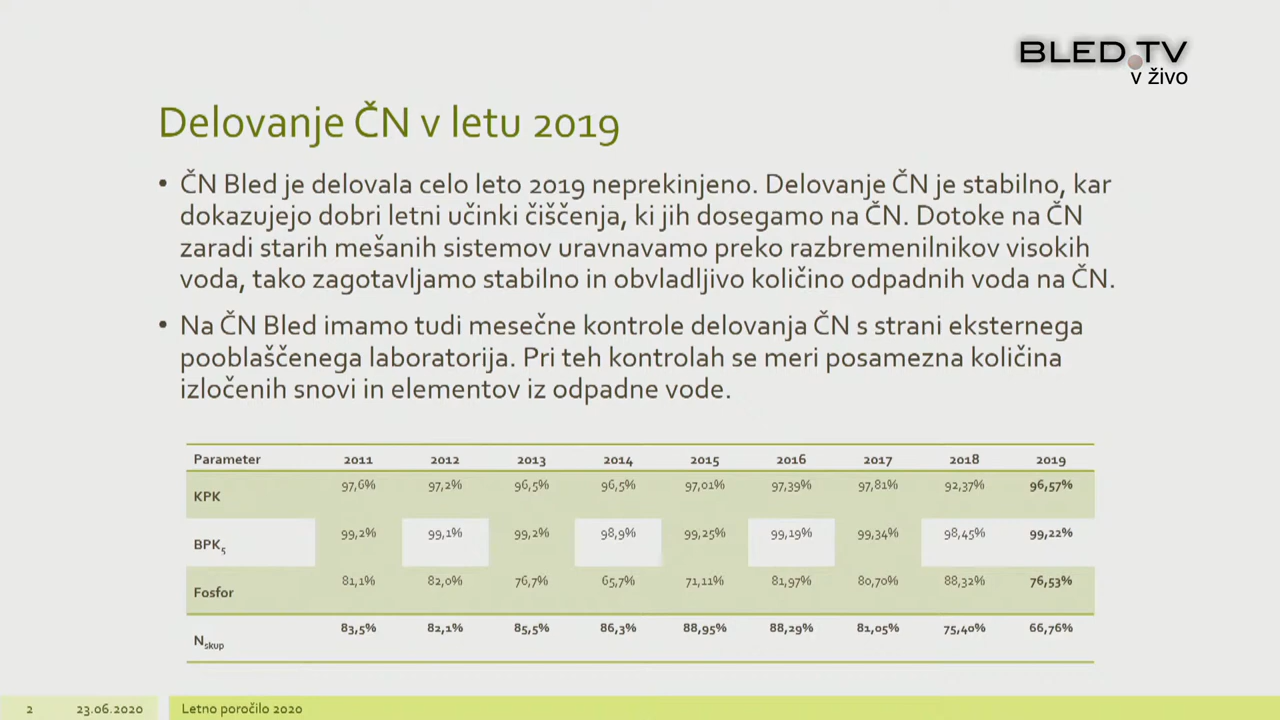 BLED.TV
v živo
Delovanje ČN v letu 2019
• ČN Bled je delovala celo leto 2019 neprekinjeno. Delovanje ČN je stabilno, kar
dokazujejo dobri letni učinki čiščenja, ki jih dosegamo na ČN. Dotoke na ČN
zaradi starih mešanih sistemov uravnavamo preko razbremenilnikov visokih
voda, tako zagotavljamo stabilno in obvladljivo količino odpadnih voda na ČN.
• Na ČN Bled imamo tudi mesečne kontrole delovanja ČN s strani eksternega
pooblaščenega laboratorija. Pri teh kontrolah se meri posamezna količina
izločenih snovi in elementov iz odpadne vode.
Parameter 2011 2012 2013 2014 2015 2016 2017 2018 2019
KPK 97,6% 97,2% 96,5% 96,5% 97,01% 97,39% 97,81% 92,37% 96,57%
BPK5 99,2% 99,1% 99,2% 98,9% 99,25% 99,19% 99,34% 98,45% 99,22%
Fosfor 81,1% 82,0% 76,7% 65,7% 71,11% 81,97% 80,70% 88,32% 76,53%
Nskup 83,5% 82,1% 85,5% 86,3% 88,95% 88,29% 81,05% 75,40% 66,76%
2 23.06.2020 Letno poročilo 2020